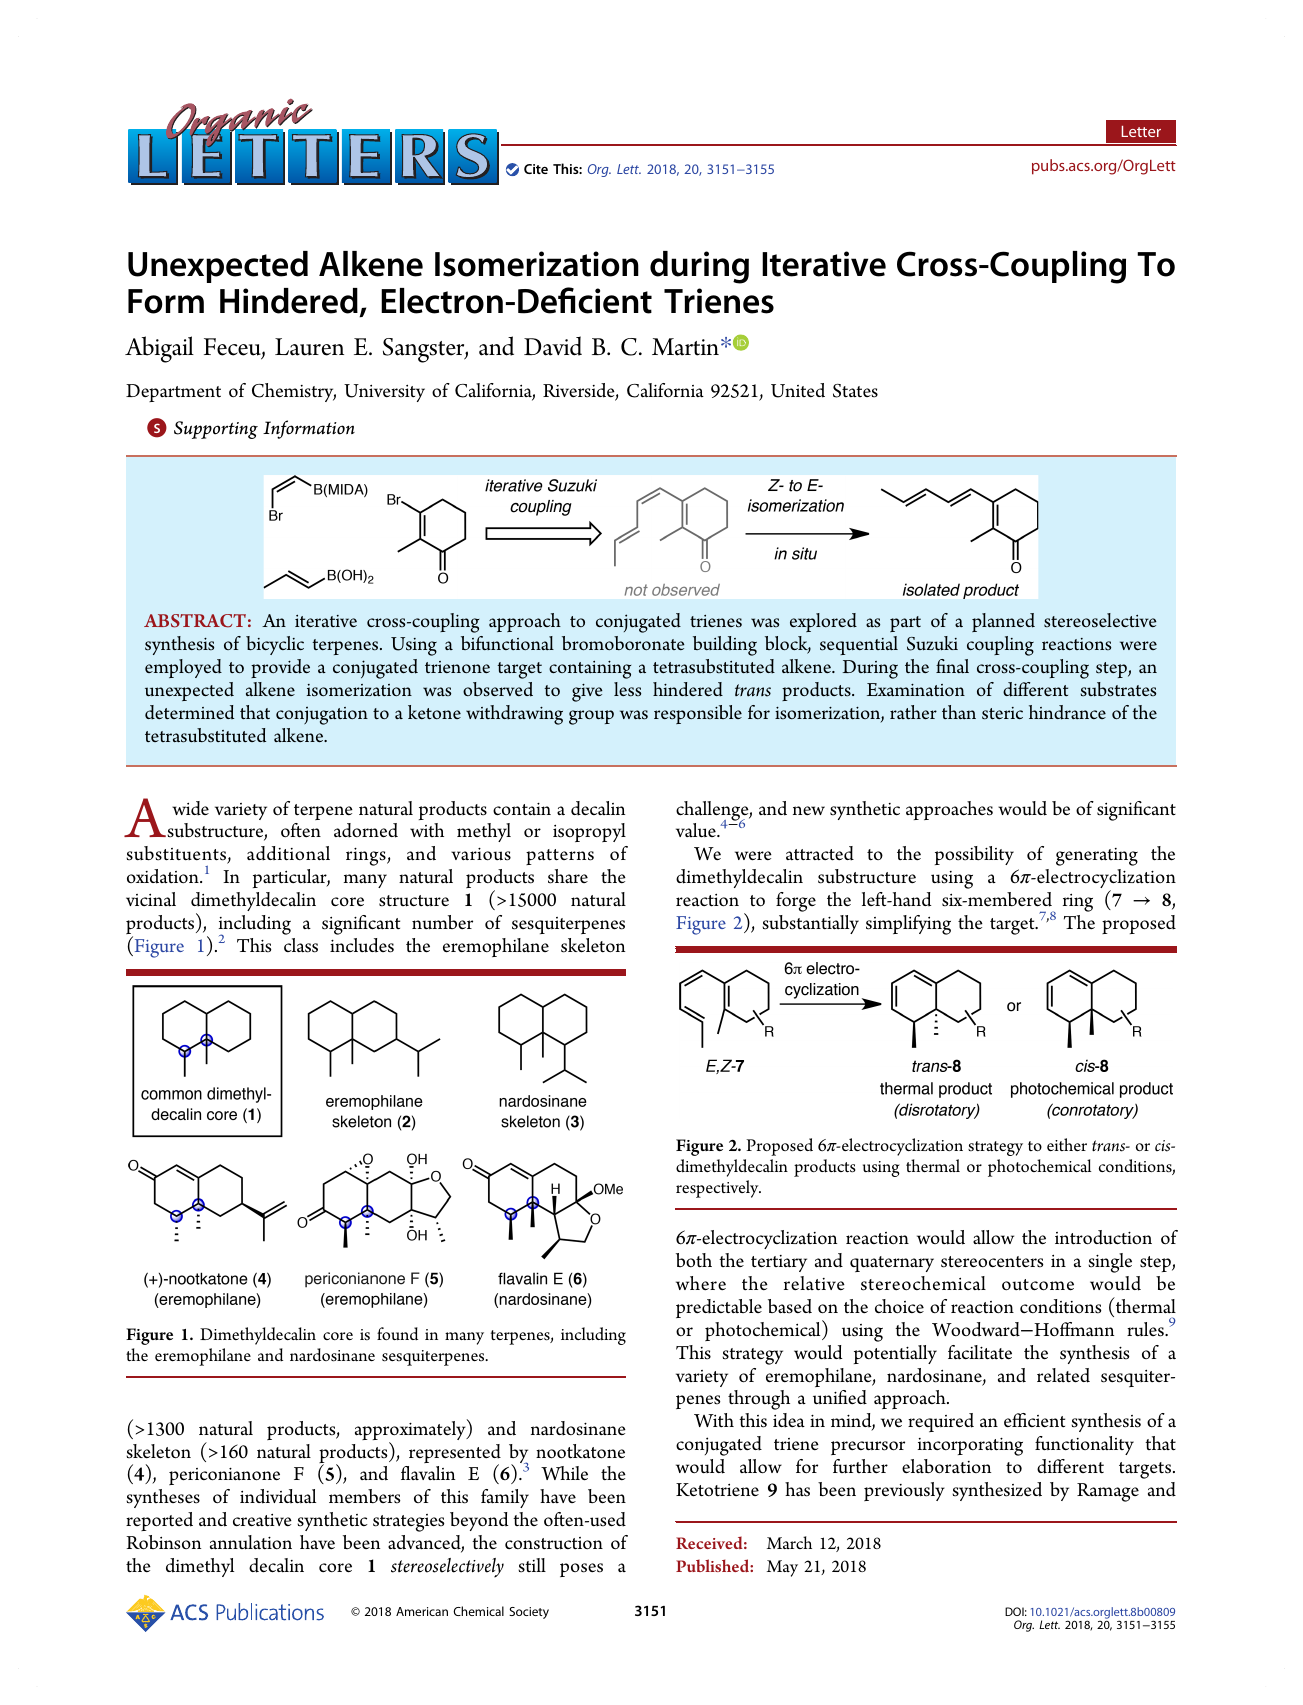 Organic
LETTERS
Letter
Cite This: Org. Lett. 2018, 20, 3151−3155
pubs.acs.org/OrgLett
Unexpected Alkene Isomerization during Iterative Cross-Coupling To
Form Hindered, Electron-Deficient Trienes
Abigail Feceu, Lauren E. Sangster, and David B. C. Martin*
Department of Chemistry, University of California, Riverside, California 92521, United States
S Supporting Information
B(MIDA)
Br
Br
O
B(OH)2
iterative Suzuki
coupling
O
not observed
Z- to E-
isomerization
in situ
O
isolated product
ABSTRACT: An iterative cross-coupling approach to conjugated trienes was explored as part of a planned stereoselective
synthesis of bicyclic terpenes. Using a bifunctional bromoboronate building block, sequential Suzuki coupling reactions were
employed to provide a conjugated trienone target containing a tetrasubstituted alkene. During the final cross-coupling step, an
unexpected alkene isomerization was observed to give less hindered trans products. Examination of different substrates
determined that conjugation to a ketone withdrawing group was responsible for isomerization, rather than steric hindrance of the
tetrasubstituted alkene.
A wide variety of terpene natural products contain a decalin
substructure, often adorned with methyl or isopropyl
substituents, additional rings, and various patterns of
oxidation.1 In particular, many natural products share the
vicinal dimethyldecalin core structure 1 (>15000 natural
products), including a significant number of sesquiterpenes
(Figure 1).2 This class includes the eremophilane skeleton
common dimethyl-
decalin core (1)
eremophilane
skeleton (2)
nardosinane
skeleton (3)
O
(+)-nootkatone (4)
(eremophilane)
O
OH
O
O
OH
periconianone F (5)
(eremophilane)
O
H
OMe
O
flavalin E (6)
(nardosinane)
Figure 1. Dimethyldecalin core is found in many terpenes, including
the eremophilane and nardosinane sesquiterpenes.
(>1300 natural products, approximately) and nardosinane
skeleton (>160 natural products), represented by nootkatone
(4), periconianone F (5), and flavalin E (6).3 While the
syntheses of individual members of this family have been
reported and creative synthetic strategies beyond the often-used
Robinson annulation have been advanced, the construction of
the dimethyl decalin core 1 stereoselectively still poses a
challenge, and new synthetic approaches would be of significant
value.4−6
We were attracted to the possibility of generating the
dimethyldecalin substructure using a 6π-electrocyclization
reaction to forge the left-hand six-membered ring (7 → 8,
Figure 2), substantially simplifying the target.7,8 The proposed
R
E,Z-7
6π electro-
cyclization
R
trans-8
thermal product
(disrotatory)
or
R
cis-8
photochemical product
(conrotatory)
Figure 2. Proposed 6π-electrocyclization strategy to either trans- or cis-
dimethyldecalin products using thermal or photochemical conditions,
respectively.
6π-electrocyclization reaction would allow the introduction of
both the tertiary and quaternary stereocenters in a single step,
where the relative stereochemical outcome would be
predictable based on the choice of reaction conditions (thermal
or photochemical) using the Woodward−Hoffmann rules.9
This strategy would potentially facilitate the synthesis of a
variety of eremophilane, nardosinane, and related sesquiter-
penes through a unified approach.
With this idea in mind, we required an efficient synthesis of a
conjugated triene precursor incorporating functionality that
would allow for further elaboration to different targets.
Ketotriene 9 has been previously synthesized by Ramage and
Received: March 12, 2018
Published: May 21, 2018
ACS Publications
© 2018 American Chemical Society
3151
DOI: 10.1021/acs.orglett.8b00809
Org. Lett. 2018, 20, 3151−3155